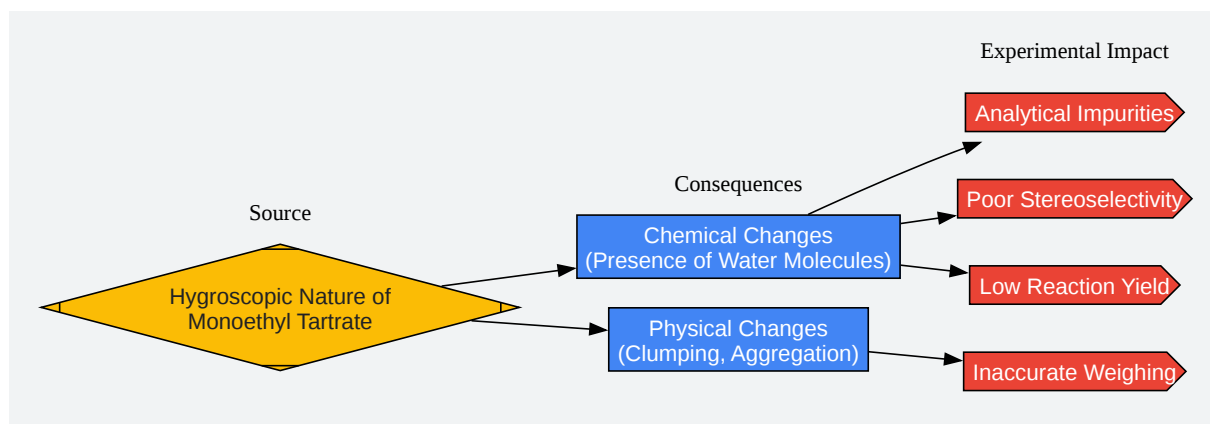 Experimental Impact
Analytical Impurities
Consequences
Poor Stereoselectivity
Source
Chemical Changes
(Presence of Water Molecules)
Low Reaction Yield
Hygroscopic Nature of
Monoethyl Tartrate
Physical Changes
(Clumping, Aggregation)
Inaccurate Weighing